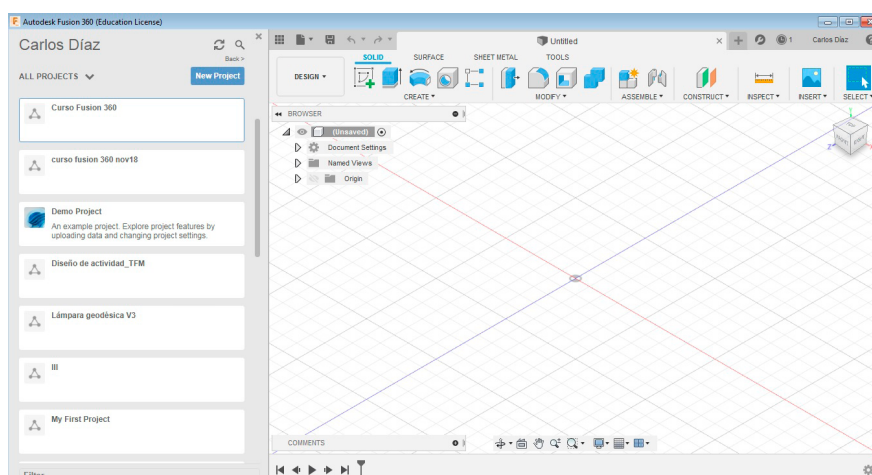 Autodesk Fusion 360 (Education License)
Carlos Díaz
Back >
ALL PROJECTS
New Project
Curso Fusion 360
curso fusion 360 nov18
Demo Project
An example project. Explore project features by
uploading data and changing project settings.
Diseño de actividad_TFM
Lámpara geodèsica V3
III
My First Project
Untitled
1
Carlos Díaz
SOLID SURFACE SHEET METAL TOOLS
DESIGN
CREATE MODIFY ASSEMBLE CONSTRUCT INSPECT INSERT SELECT
BROWSER
(Unsaved)
Document Settings
Named Views
Origin
Z
COMMENTS